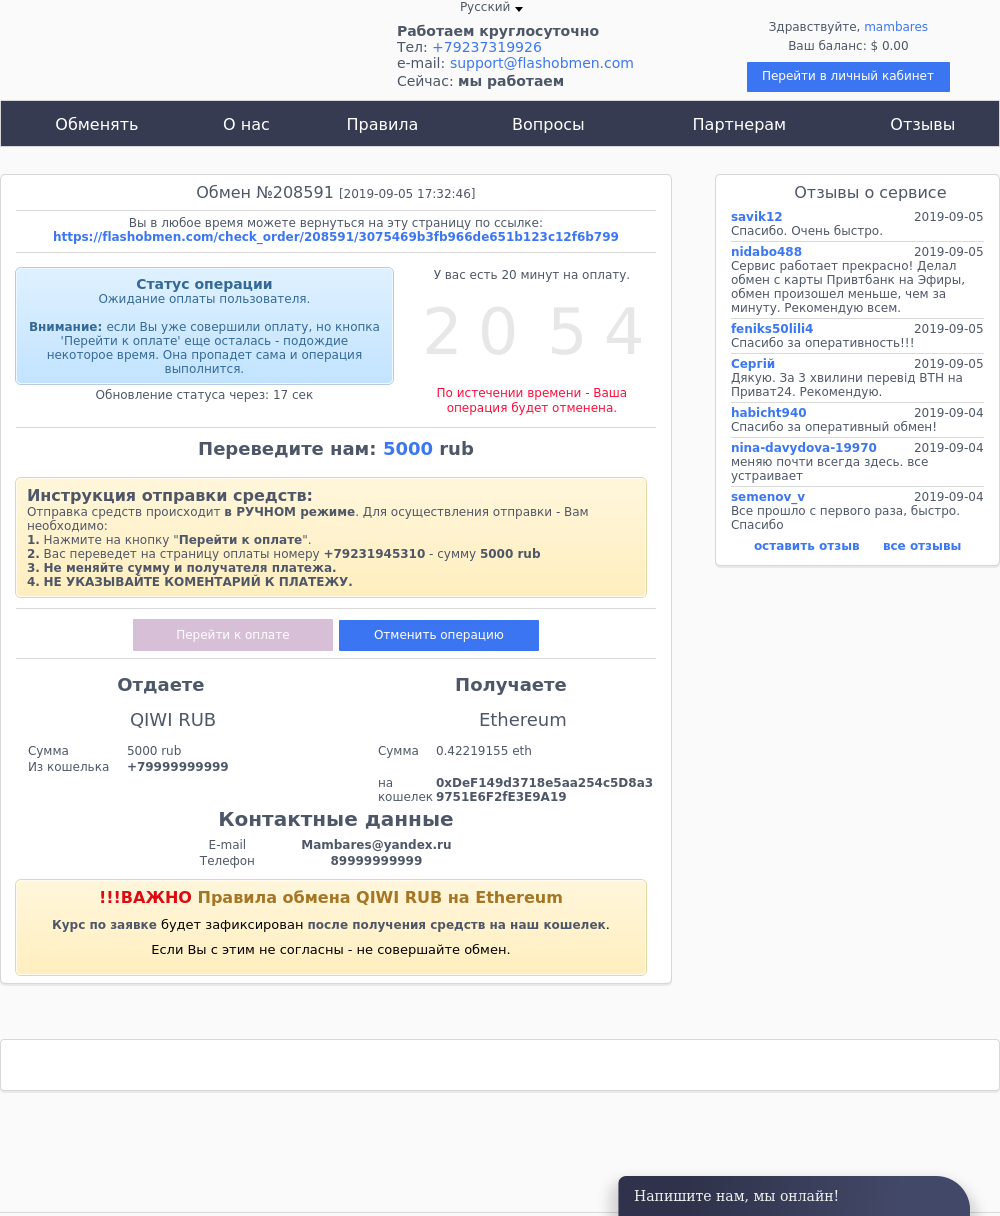 Русский
Работаем круглосуточно
Тел: +79237319926
e-mail: support@flashobmen.com
Сейчас: мы работаем
Здравствуйте, mambares
Ваш баланс: $ 0.00
Перейти в личный кабинет
Обменять О нас Правила Вопросы Партнерам Отзывы
Обмен №208591 [2019-09-05 17:32:46]
Вы в любое время можете вернуться на эту страницу по ссылке:
https://flashobmen.com/check_order/208591/3075469b3fb966de651b123c12f6b799
Статус операции
Ожидание оплаты пользователя.
Внимание: если Вы уже совершили оплату, но кнопка
'Перейти к оплате' еще осталась - подождие
некоторое время. Она пропадет сама и операция
выполнится.
Обновление статуса через: 17 сек
У вас есть 20 минут на оплату.
2 0 5 4
По истечении времени - Ваша
операция будет отменена.
Переведите нам: 5000 rub
Инструкция отправки средств:
Отправка средств происходит в РУЧНОМ режиме. Для осуществления отправки - Вам
необходимо:
1. Нажмите на кнопку "Перейти к оплате".
2. Вас переведет на страницу оплаты номеру +79231945310 - сумму 5000 rub
3. Не меняйте сумму и получателя платежа.
4. НЕ УКАЗЫВАЙТЕ КОМЕНТАРИЙ К ПЛАТЕЖУ.
Перейти к оплате Отменить операцию
Отдаете Получаете
QIWI RUB Ethereum
Сумма 5000 rub Сумма 0.42219155 eth
Из кошелька +79999999999
на 0xDeF149d3718e5aa254c5D8a3
кошелек 9751E6F2fE3E9A19
Контактные данные
E-mail Mambares@yandex.ru
Телефон 89999999999
!!!ВАЖНО Правила обмена QIWI RUB на Ethereum
Курс по заявке будет зафиксирован после получения средств на наш кошелек.
Если Вы с этим не согласны - не совершайте обмен.
Отзывы о сервисе
savik12 2019-09-05
Спасибо. Очень быстро.
nidabo488 2019-09-05
Сервис работает прекрасно! Делал
обмен с карты Привтбанк на Эфиры,
обмен произошел меньше, чем за
минуту. Рекомендую всем.
feniks50lili4 2019-09-05
Спасибо за оперативность!!!
Сергій 2019-09-05
Дякую. За 3 хвилини перевід ВТН на
Приват24. Рекомендую.
habicht940 2019-09-04
Спасибо за оперативный обмен!
nina-davydova-19970 2019-09-04
меняю почти всегда здесь. все
устраивает
semenov_v 2019-09-04
Все прошло с первого раза, быстро.
Спасибо
оставить отзыв все отзывы
Напишите нам, мы онлайн!